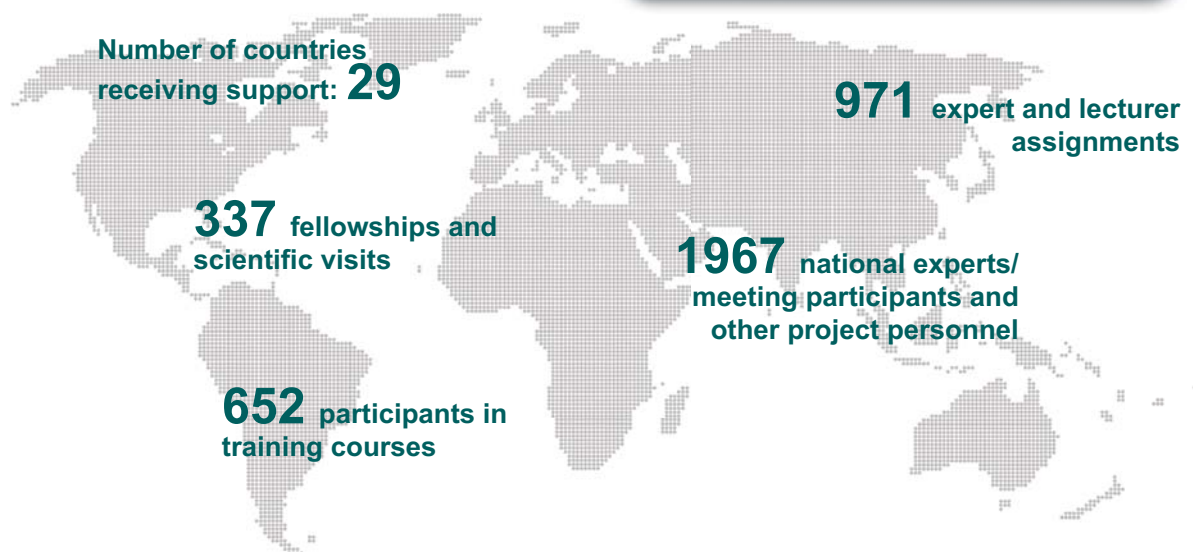 Number of countries
receiving support: 29
971 expert and lecturer
assignments
337 fellowships and
scientific visits
1967 national experts/
meeting participants and
other project personnel
652 participants in
training courses